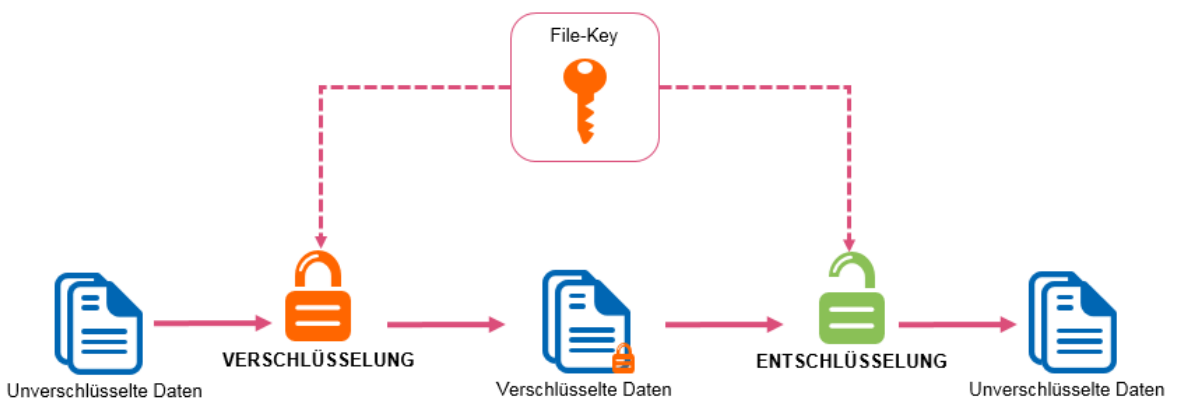 File-Key
VERSCHLÜSSELUNG
ENTSCHLÜSSELUNG
Unverschlüsselte Daten
Verschlüsselte Daten
Unverschlüsselte Daten